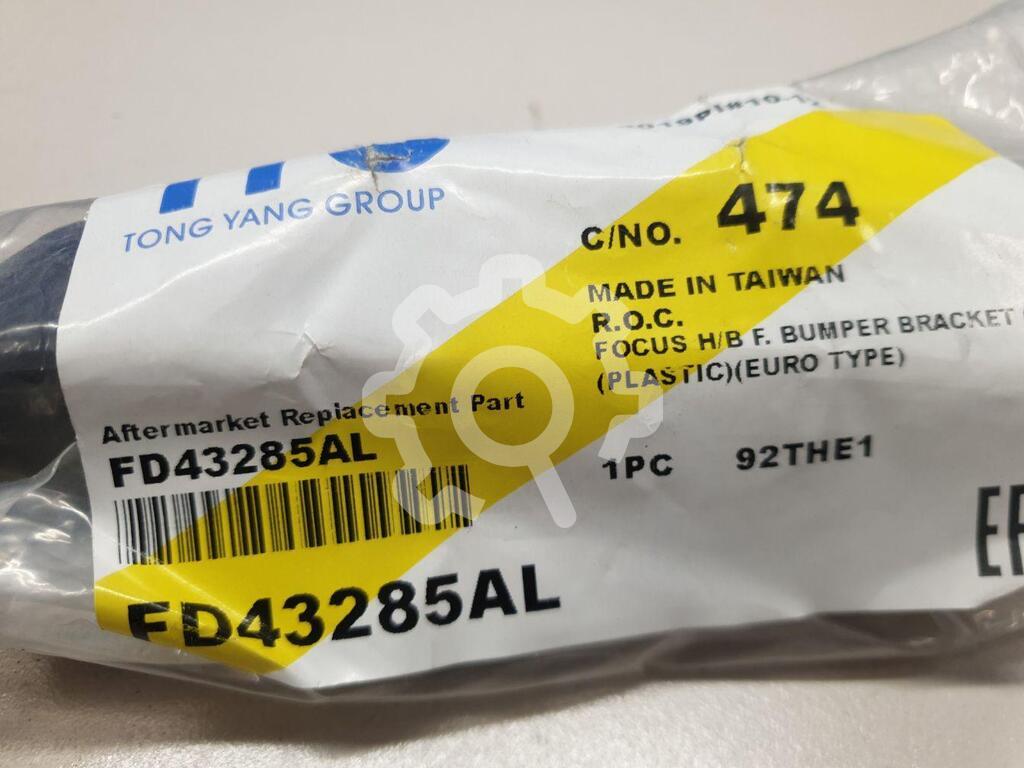 TONG YANG GROUP
C/NO. 474
MADE IN TAIWAN
R.O.C.
FOCUS H/B F. BUMPER BRACKET
(PLASTIC)(EURO TYPE)
Aftermarket Replacement Part
FD43285AL
1PC 92THE1
FD43285AL